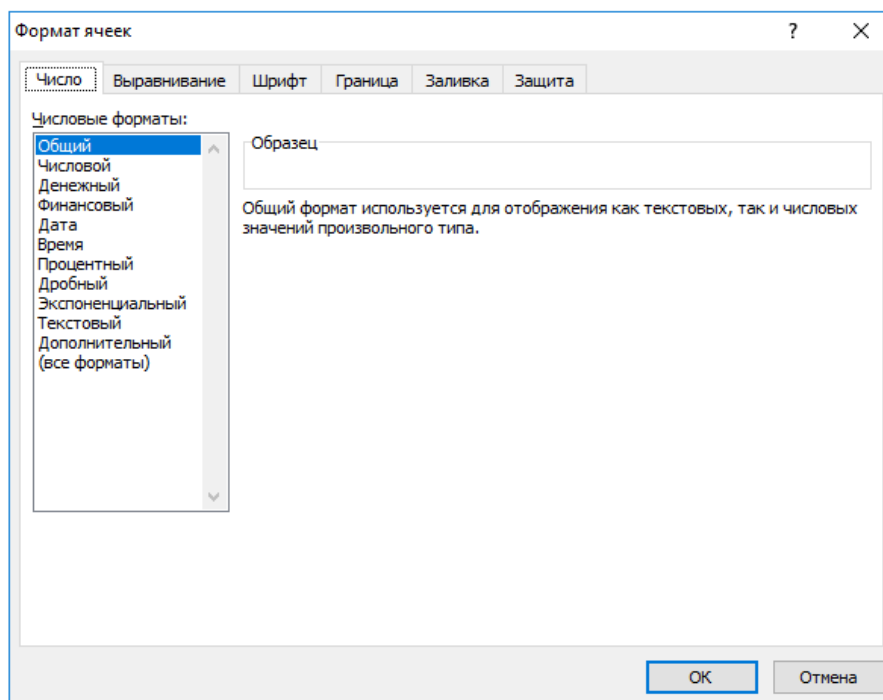 Формат ячеек
?
Число
Выравнивание
Шрифт
Граница
Заливка
Защита
Числовые форматы:
Общий
Числовой
Денежный
Финансовый
Дата
Время
Процентный
Дробный
Экспоненциальный
Текстовый
Дополнительный
(все форматы)
Образец
Общий формат используется для отображения как текстовых, так и числовых
значений произвольного типа.
ОК
Отмена